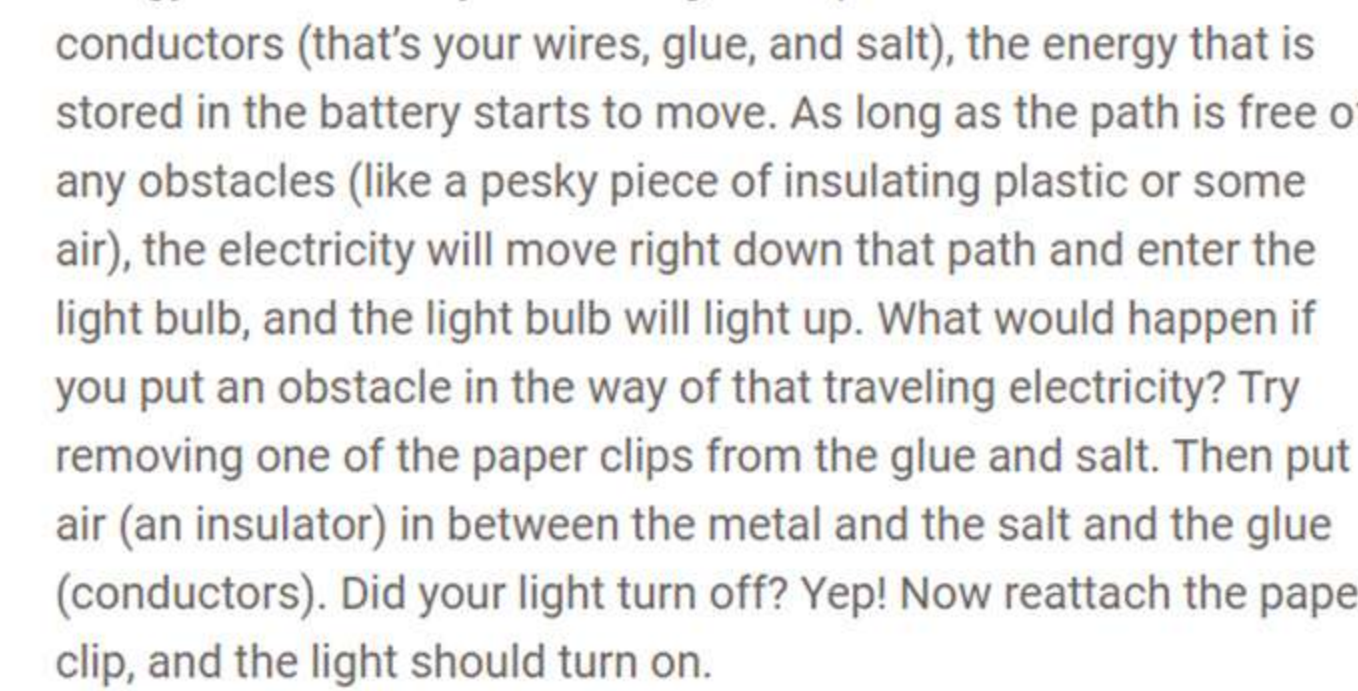 conductors (that's your wires, glue, and salt), the energy that is
stored in the battery starts to move. As long as the path is free
any obstacles (like a pesky piece of insulating plastic or some
air), the electricity will move right down that path and enter the
light bulb, and the light bulb will light up. What would happen if
you put an obstacle in the way of that traveling electricity? Try
removing one of the paper clips from the glue and salt. Then put
air (an insulator) in between the metal and the salt and the glue
(conductors). Did your light turn off? Yep! Now reattach the pape
clip, and the light should turn on.